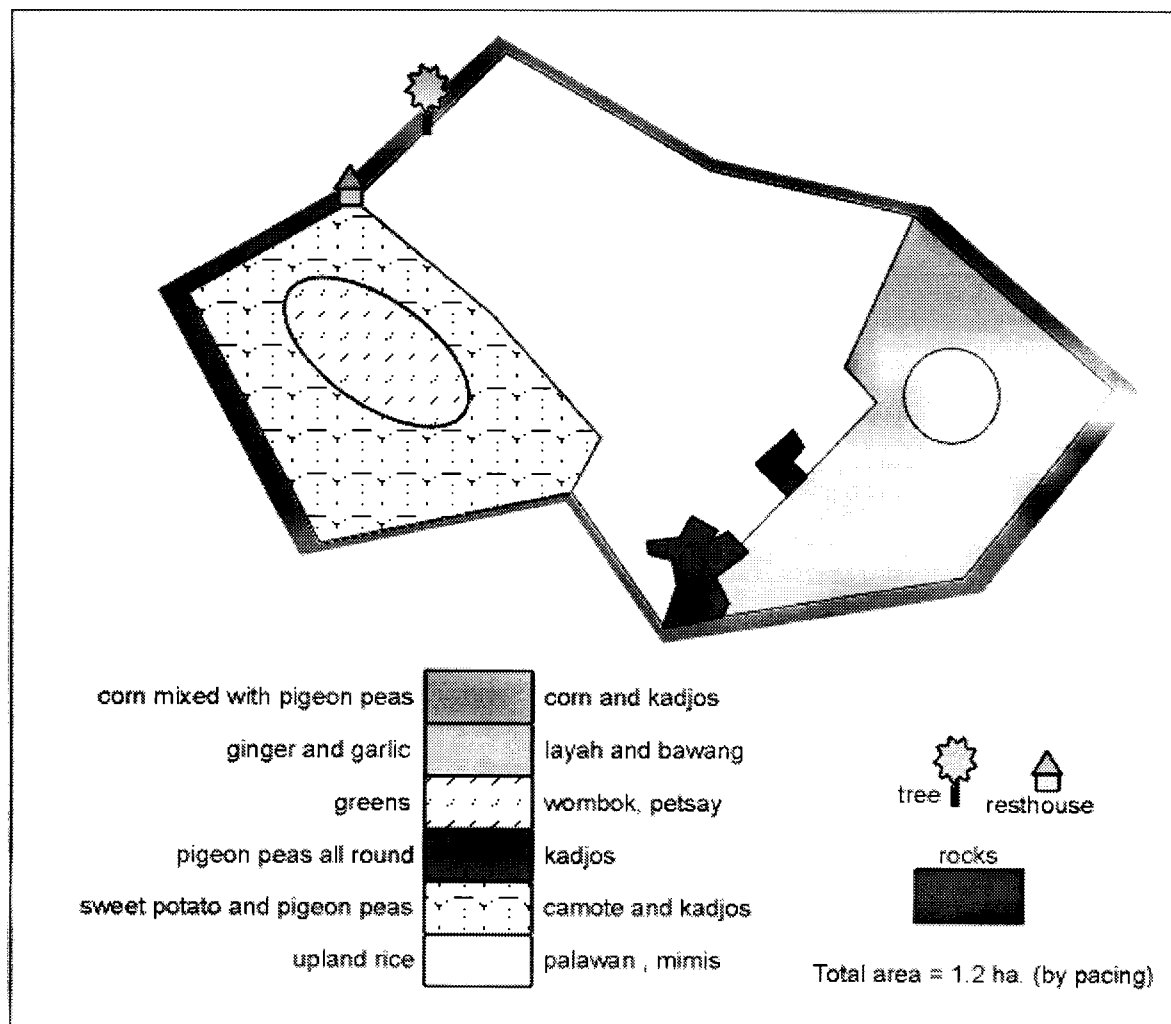 corn mixed with pigeon peas corn and kadjos
ginger and garlic layah and bawang
greens wombok, petsay
pigeon peas all round kadjos
sweet potato and pigeon peas camote and kadjos
upland rice palawan , mimis
tree resthouse
rocks
Total area = 1.2 ha. (by pacing)